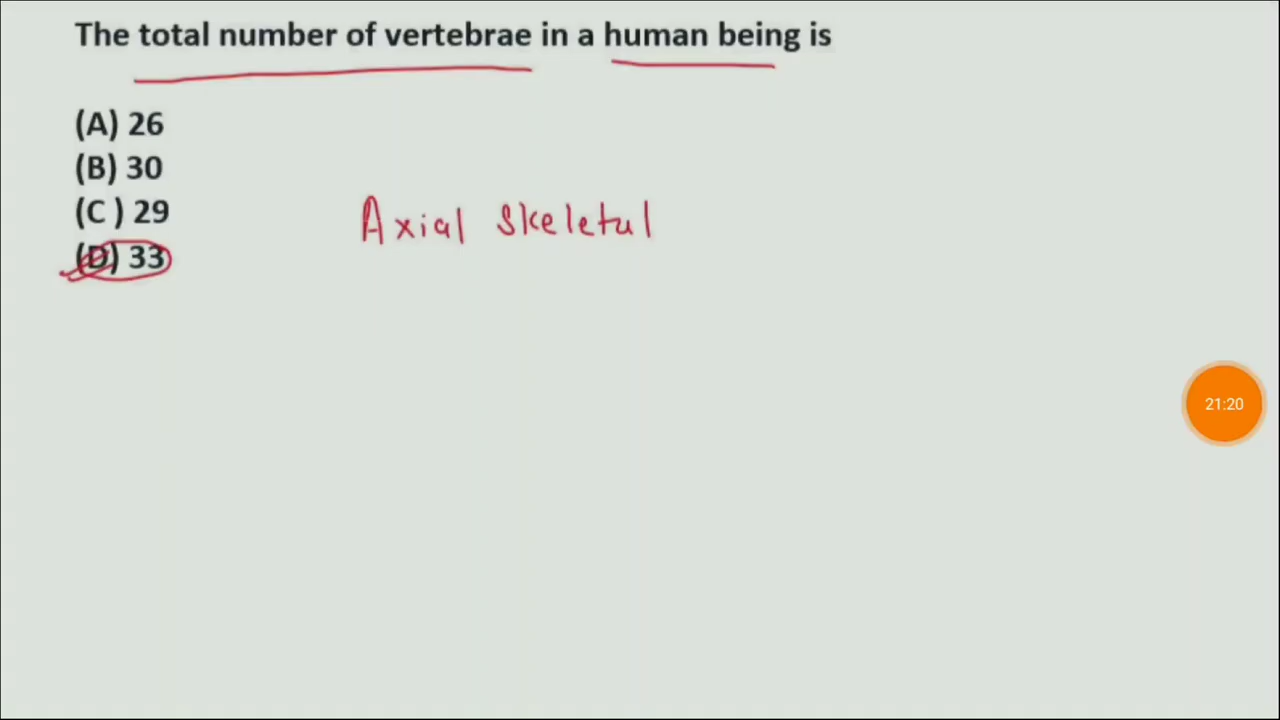 The total number of vertebrae in a human being is
(A) 26
(B) 30
(C ) 29
(D) 33
Axial Skeletal
21:20